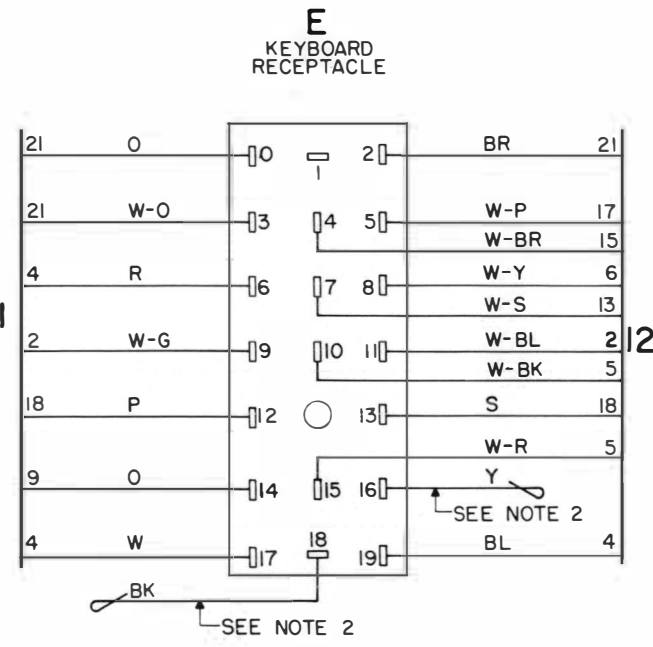 E
KEYBOARD
RECEPTACLE
21 O 0 1 2 BR 21
21 W-O 3 4 5 W-P 17
W-BR 15
4 R 6 7 8 W-Y 6
W-S 13
2 W-G 9 10 11 W-BL 2 12
W-BK 5
18 P 12 13 S 18
W-R 5
9 O 14 15 16 Y
SEE NOTE 2
4 W 17 18 19 BL 4
BK
SEE NOTE 2